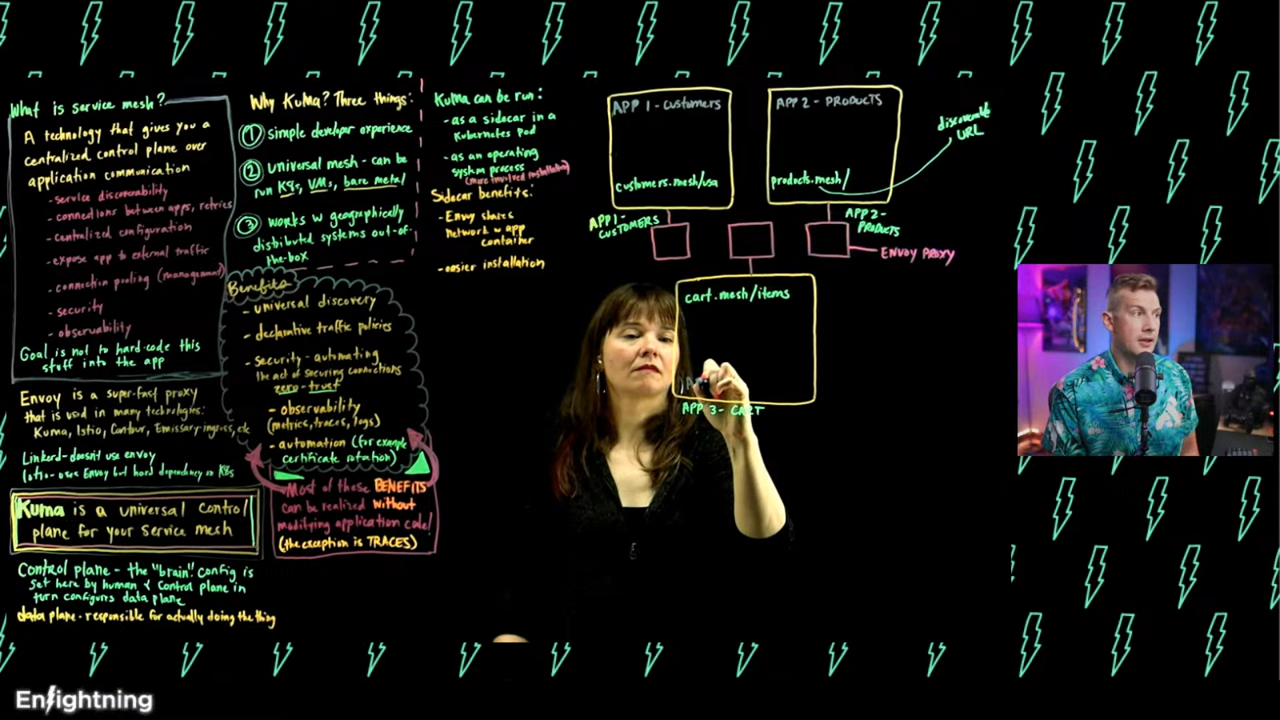 What is service mesh?
A technology that gives you a
centralized control plane over
application communication
- service discoverability
- connections between apps, retries
- centralized configuration
- expose app to external traffic
- connection pooling (management)
- security
- observability
Goal is not to hard-code this
stuff into the app
Envoy is a super-fast proxy
that is used in many technologies:
Kuma, Istio, Contour, Emissary-ingress, etc
Linkerd - doesn't use envoy
Istio - uses Envoy but hard dependency on K8s
Kuma is a universal control
plane for your service mesh
Control plane - the "brain". config is
set here by human & control plane in
turn configures data plane
data plane - responsible for actually doing the thing
Why Kuma? Three things:
① simple developer experience
② universal mesh - can be
run K8s, VMs, bare metal
③ works w geographically
distributed systems out-of-
the-box
Benefits
- universal discovery
- declarative traffic policies
- security - automating
the act of securing connections
zero-trust
- observability
(metrics, traces, logs)
- automation (for example
certificate rotation)
Most of these BENEFITS
can be realized without
modifying application code!
(the exception is TRACES)
Kuma can be run:
- as a sidecar in a
Kubernetes Pod
- as an operating
system process
(more involved installation)
Sidecar benefits:
- Envoy shares
Network w app
container
- easier installation
APP 1 - CUSTOMERS
customers.mesh/usa
APP 2 - PRODUCTS
products.mesh/
discoverable
URL
APP 1 -
CUSTOMERS
APP 2 -
PRODUCTS
ENVOY PROXY
cart.mesh/items
APP 3 - CART
Enlightning